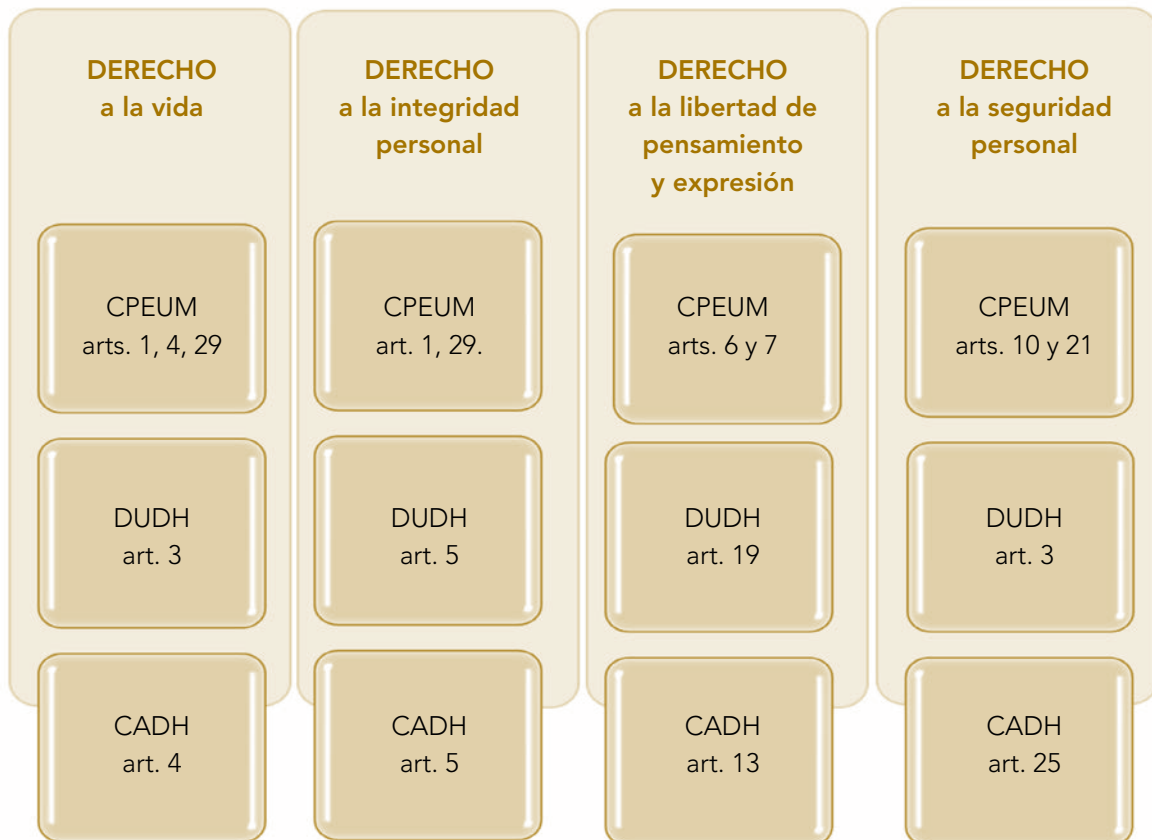 DERECHO
a la vida
CPEUM
arts. 1, 4, 29
DUDH
art. 3
CADH
art. 4
DERECHO
a la integridad
personal
CPEUM
art. 1, 29.
DUDH
art. 5
CADH
art. 5
DERECHO
a la libertad de
pensamiento
y expresión
CPEUM
arts. 6 y 7
DUDH
art. 19
CADH
art. 13
DERECHO
a la seguridad
personal
CPEUM
arts. 10 y 21
DUDH
art. 3
CADH
art. 25